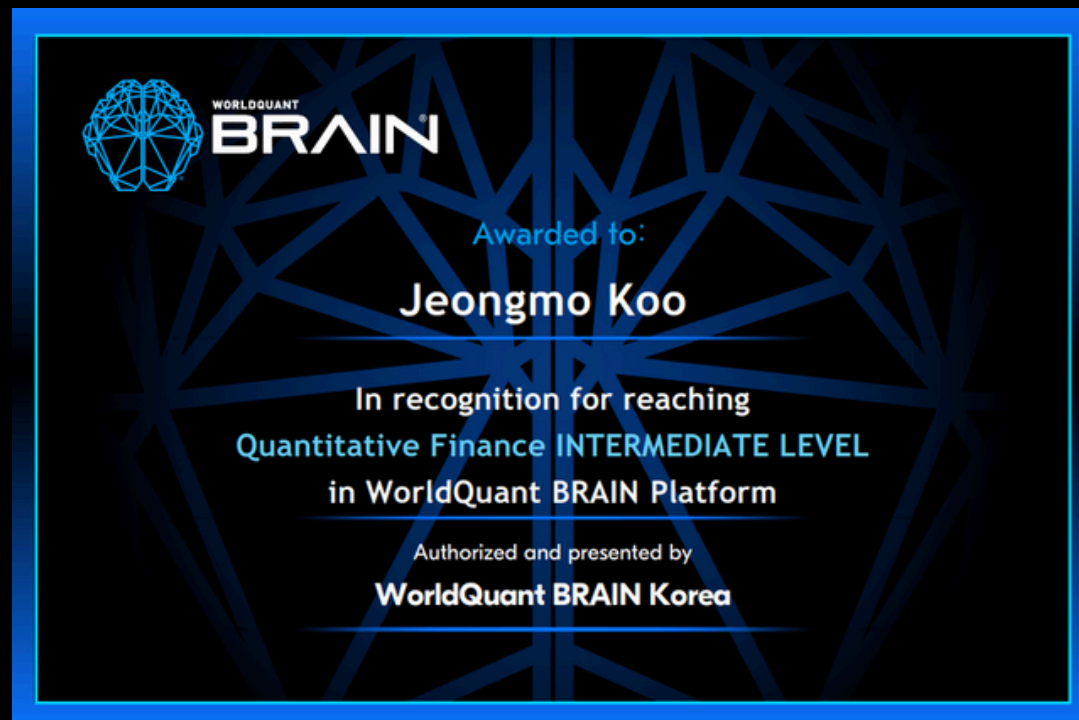 WORLDQUANT
BRAIN®
Awarded to:
Jeongmo Koo
In recognition for reaching
Quantitative Finance INTERMEDIATE LEVEL
in WorldQuant BRAIN Platform
Authorized and presented by
WorldQuant BRAIN Korea